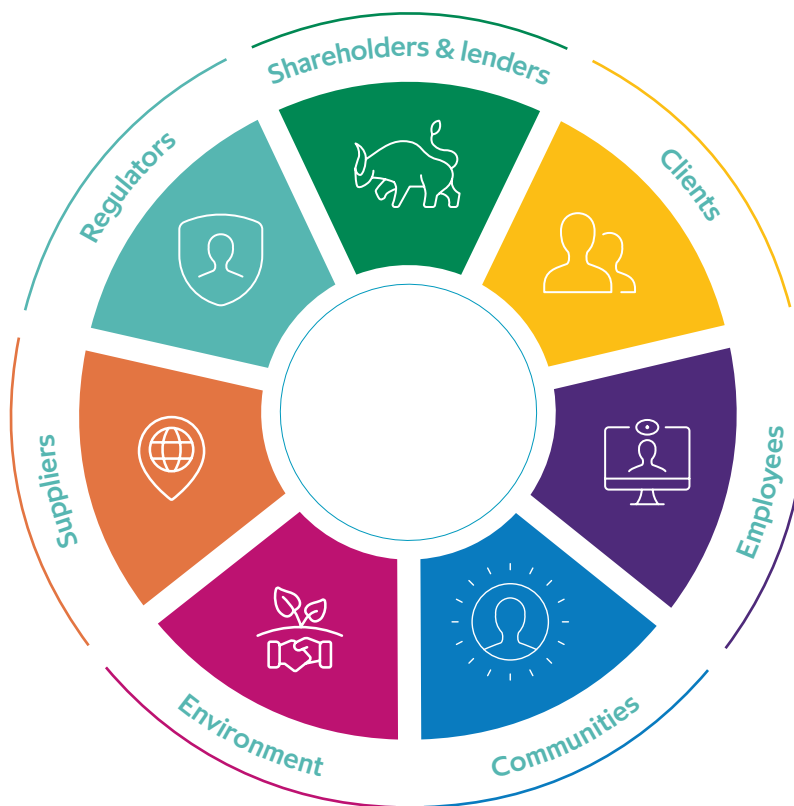 Shareholders & lenders
Clients
Employees
Communities
Environment
Suppliers
Regulators